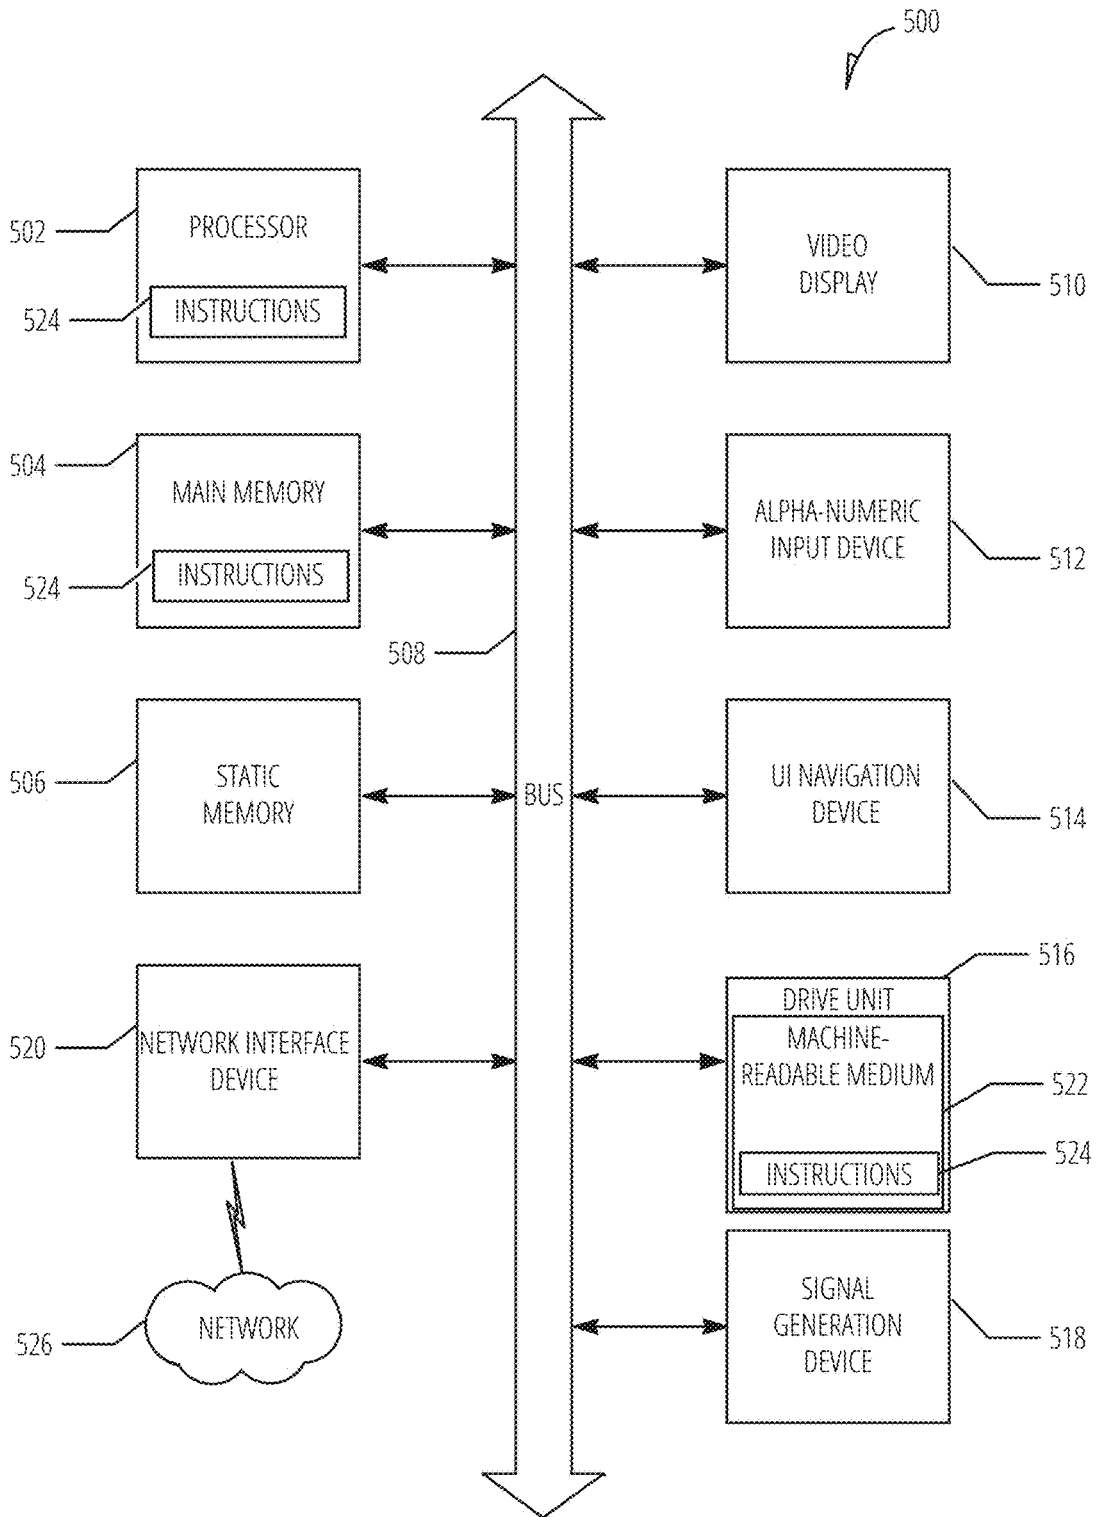 500
502
PROCESSOR
524
INSTRUCTIONS
VIDEO
DISPLAY
510
504
MAIN MEMORY
524
INSTRUCTIONS
ALPHA-NUMERIC
INPUT DEVICE
512
508
506
STATIC
MEMORY
BUS
UI NAVIGATION
DEVICE
514
520
NETWORK INTERFACE
DEVICE
516
DRIVE UNIT
MACHINE-
READABLE MEDIUM
522
INSTRUCTIONS
524
526
NETWORK
SIGNAL
GENERATION
DEVICE
518